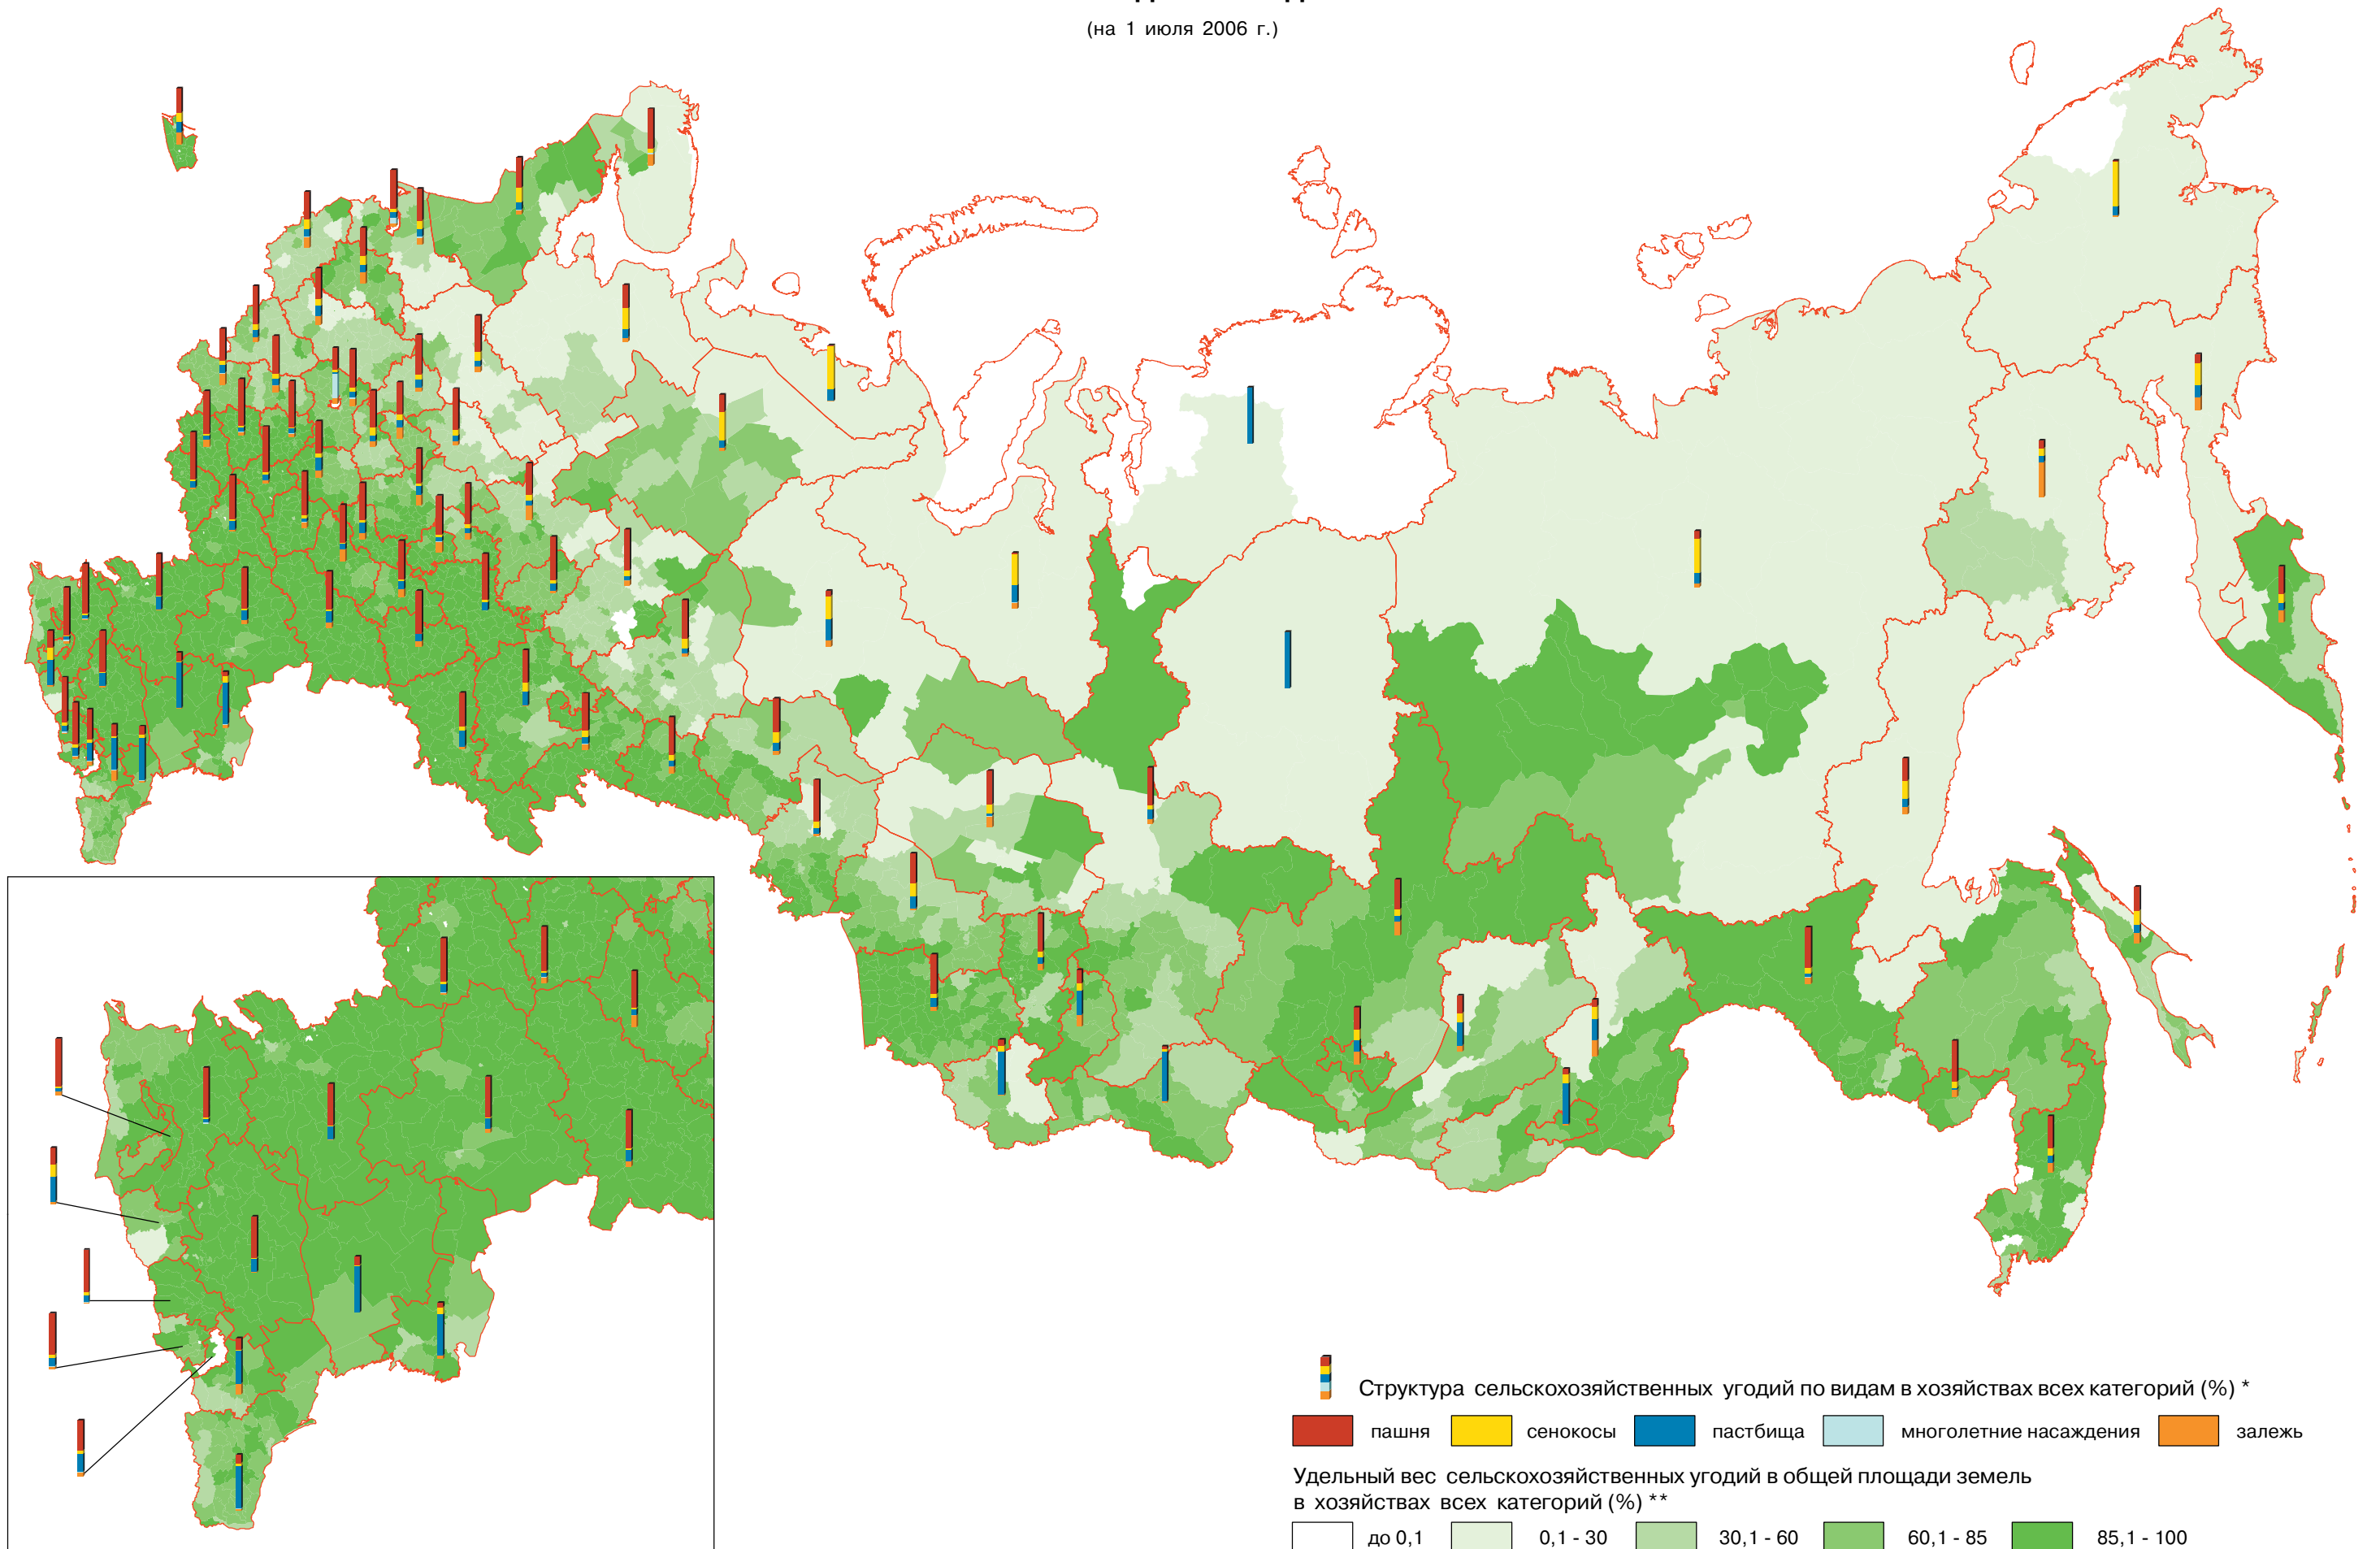 (на 1 июля 2006 г.)
Структура сельскохозяйственных угодий по видам в хозяйствах всех категорий (%) *
пашня сенокосы пастбища многолетние насаждения залежь
Удельный вес сельскохозяйственных угодий в общей площади земель
в хозяйствах всех категорий (%) **
до 0,1 0,1 - 30 30,1 - 60 60,1 - 85 85,1 - 100